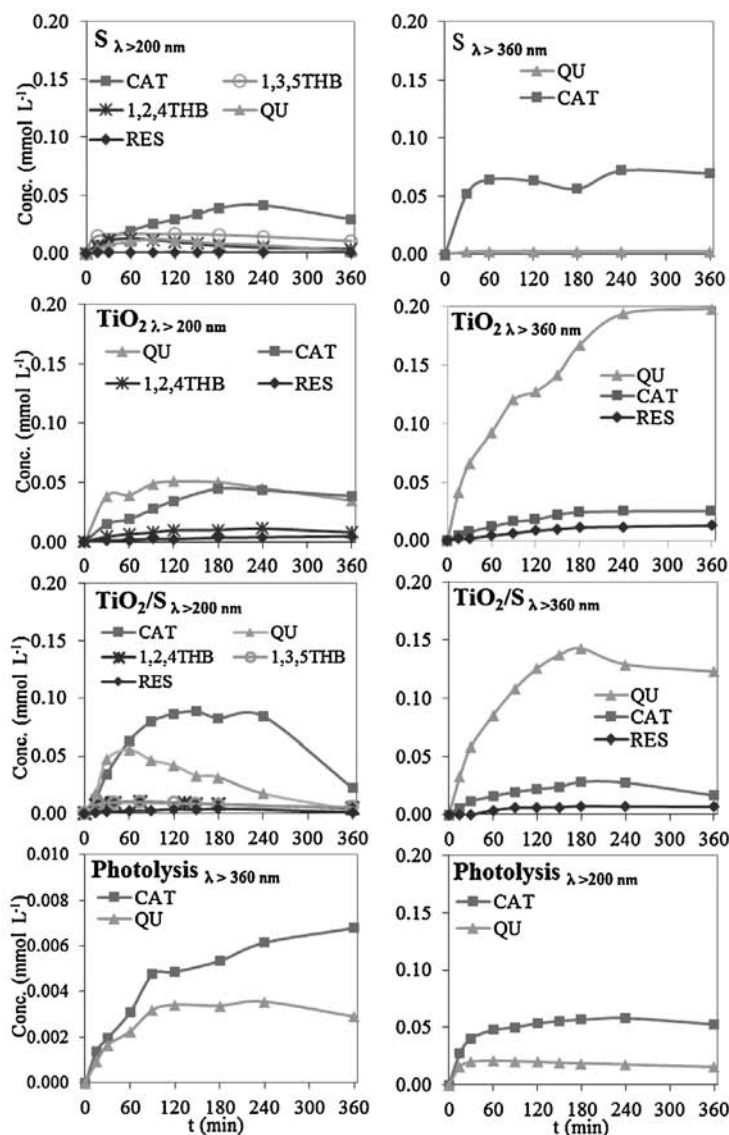 S λ >200 nm
CAT 1,3,5THB
1,2,4THB QU
RES
Conc. (mmol L-1)
0.20
0.15
0.10
0.05
0.00
0 60 120 180 240 300 360
S λ > 360 nm
QU
CAT
0.20
0.15
0.10
0.05
0.00
0 60 120 180 240 300 360
TiO2 λ > 200 nm
QU CAT
1,2,4THB RES
Conc. (mmol L-1)
0.20
0.15
0.10
0.05
0.00
0 60 120 180 240 300 360
TiO2 λ > 360 nm
QU
CAT
RES
0.20
0.15
0.10
0.05
0.00
0 60 120 180 240 300 360
TiO2/S λ >200 nm
CAT QU
1,2,4THB 1,3,5THB
RES
Conc. (mmol L-1)
0.20
0.15
0.10
0.05
0.00
0 60 120 180 240 300 360
TiO2/S λ >360 nm
QU
CAT
RES
0.20
0.15
0.10
0.05
0.00
0 60 120 180 240 300 360
Photolysis λ > 360 nm
CAT
QU
Conc. (mmol L-1)
0.010
0.008
0.006
0.004
0.002
0.000
0 60 120 180 240 300 360
t (min)
Photolysis λ >200 nm
CAT
QU
0.20
0.15
0.10
0.05
0.00
0 60 120 180 240 300 360
t (min)